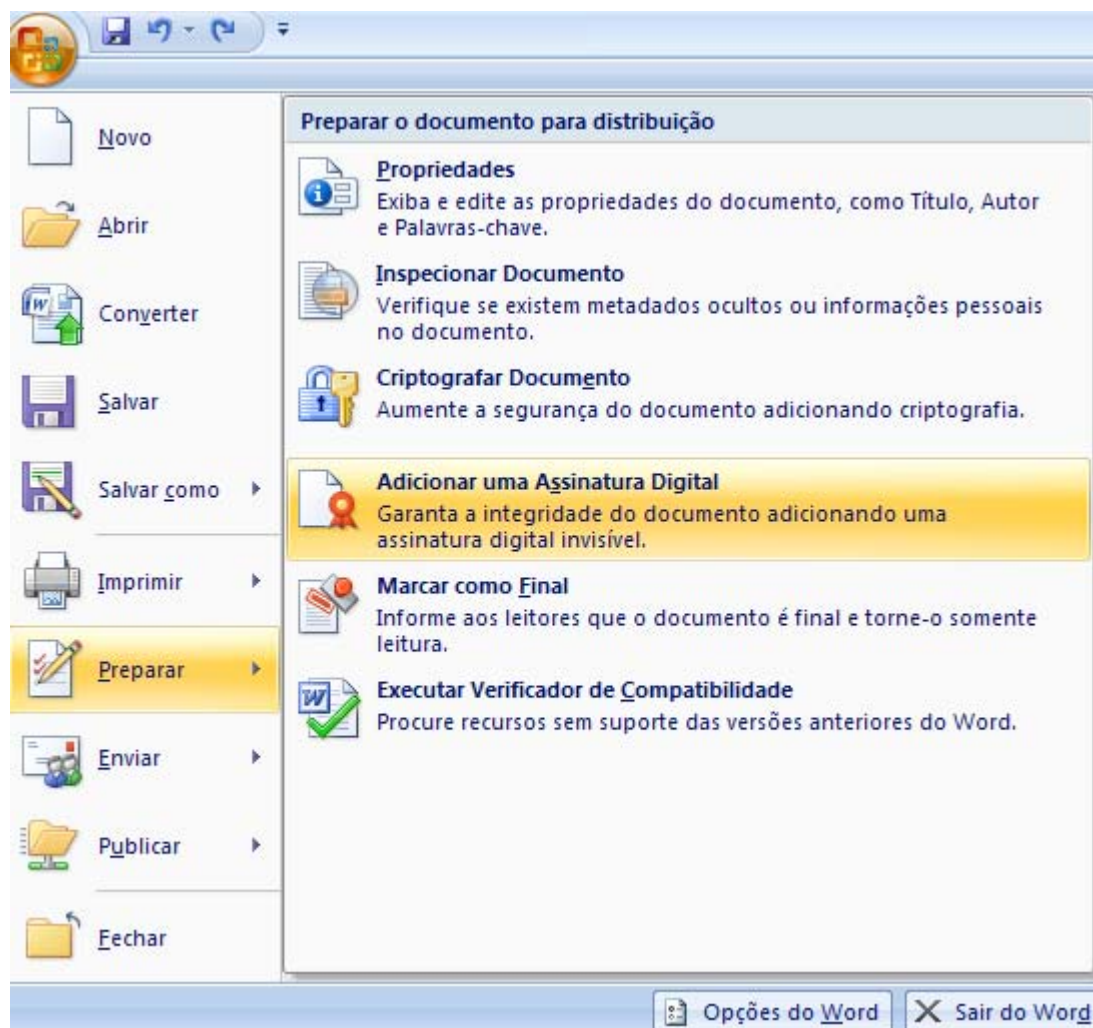 Novo
Abrir
Converter
Salvar
Salvar como
Imprimir
Preparar
Enviar
Publicar
Fechar
Preparar o documento para distribuição
Propriedades
Exiba e edite as propriedades do documento, como Título, Autor
e Palavras-chave.
Inspecionar Documento
Verifique se existem metadados ocultos ou informações pessoais
no documento.
Criptografar Documento
Aumente a segurança do documento adicionando criptografia.
Adicionar uma Assinatura Digital
Garanta a integridade do documento adicionando uma
assinatura digital invisível.
Marcar como Final
Informe aos leitores que o documento é final e torne-o somente
leitura.
Executar Verificador de Compatibilidade
Procure recursos sem suporte das versões anteriores do Word.
Opções do Word
Sair do Word